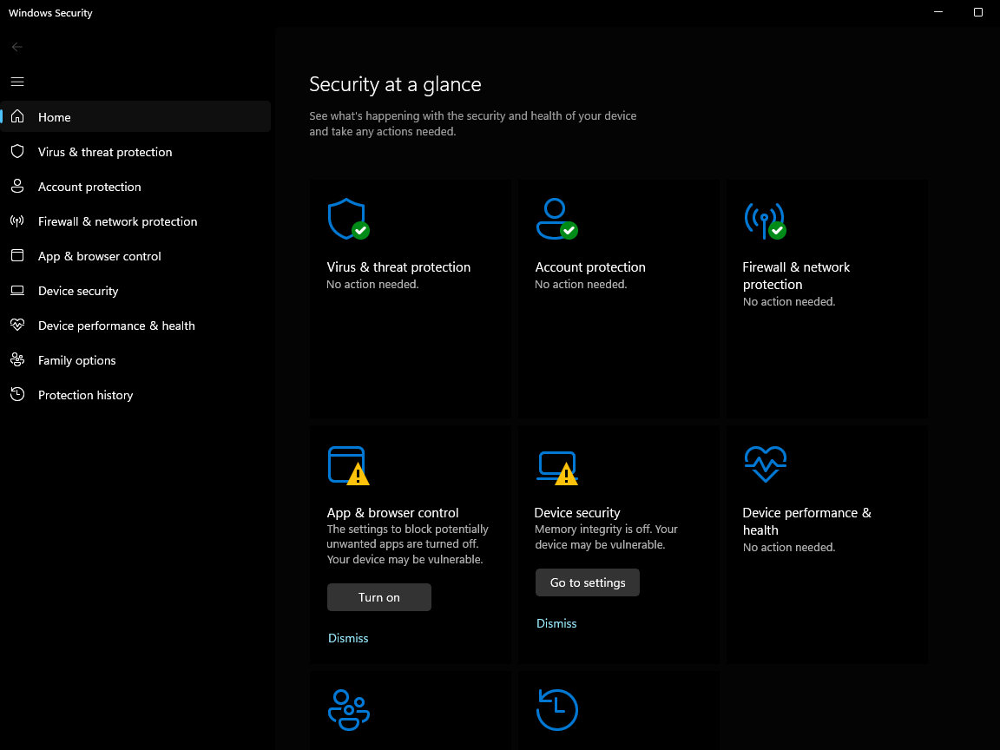 Windows Security
Home
Virus & threat protection
Account protection
Firewall & network protection
App & browser control
Device security
Device performance & health
Family options
Protection history
Security at a glance
See what's happening with the security and health of your device
and take any actions needed.
Virus & threat protection
No action needed.
Account protection
No action needed.
Firewall & network
protection
No action needed.
App & browser control
The settings to block potentially
unwanted apps are turned off.
Your device may be vulnerable.
Turn on
Dismiss
Device security
Memory integrity is off. Your
device may be vulnerable.
Go to settings
Dismiss
Device performance &
health
No action needed.